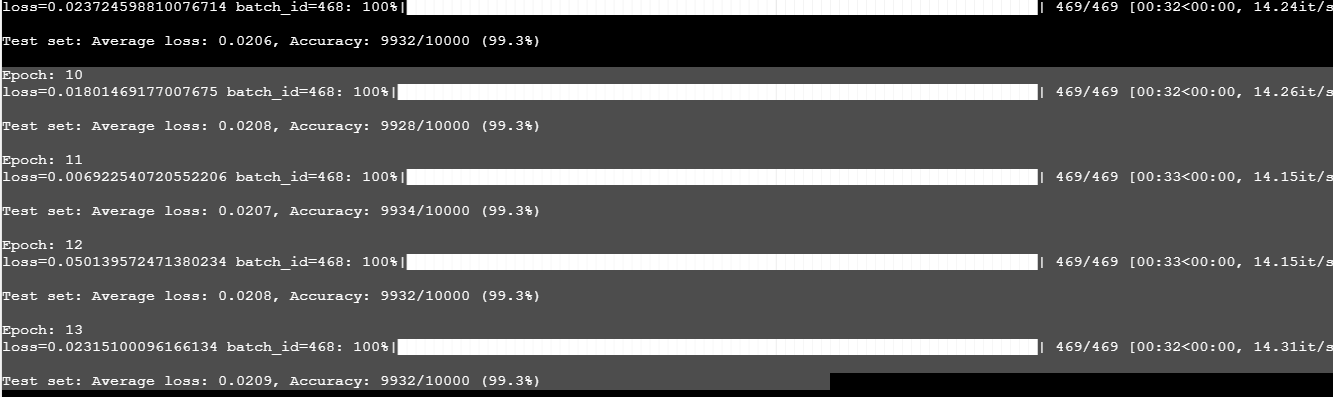 loss=0.023724598810076714 batch_id=468: 100%| | 469/469 [00:32<00:00, 14.24it/s
Test set: Average loss: 0.0206, Accuracy: 9932/10000 (99.3%)
Epoch: 10
loss=0.01801469177007675 batch_id=468: 100%| | 469/469 [00:32<00:00, 14.26it/s
Test set: Average loss: 0.0208, Accuracy: 9928/10000 (99.3%)
Epoch: 11
loss=0.006922540720552206 batch_id=468: 100%| | 469/469 [00:33<00:00, 14.15it/s
Test set: Average loss: 0.0207, Accuracy: 9934/10000 (99.3%)
Epoch: 12
loss=0.050139572471380234 batch_id=468: 100%| | 469/469 [00:33<00:00, 14.15it/s
Test set: Average loss: 0.0208, Accuracy: 9932/10000 (99.3%)
Epoch: 13
loss=0.02315100096166134 batch_id=468: 100%| | 469/469 [00:32<00:00, 14.31it/s
Test set: Average loss: 0.0209, Accuracy: 9932/10000 (99.3%)